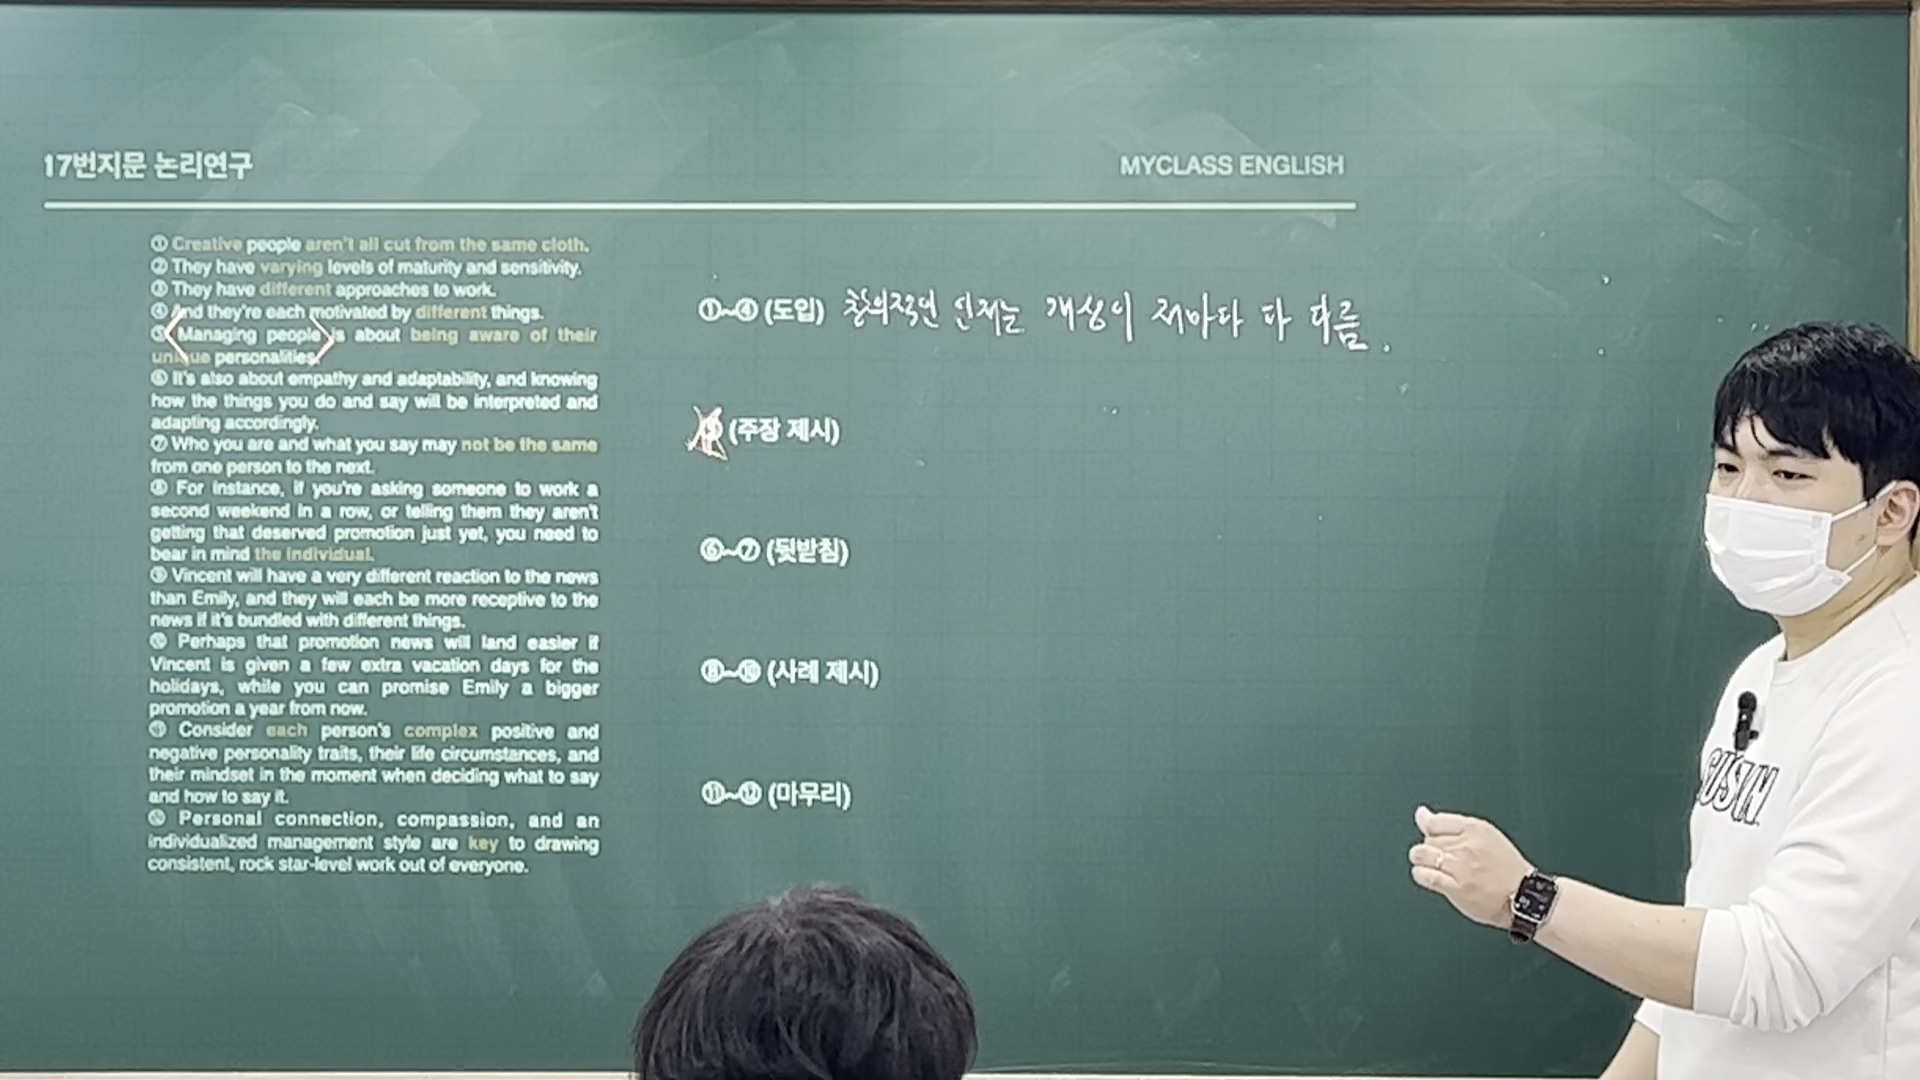 17번지문 논리연구
MYCLASS ENGLISH
① Creative people aren't all cut from the same cloth.
② They have varying levels of maturity and sensitivity.
③ They have different approaches to work.
④ And they're each motivated by different things.
⑤ Managing people is about being aware of their
unique personalities.
⑥ It's also about empathy and adaptability, and knowing
how the things you do and say will be interpreted and
adapting accordingly.
⑦ Who you are and what you say may not be the same
from one person to the next.
⑧ For instance, if you're asking someone to work a
second weekend in a row, or telling them they aren't
getting that deserved promotion just yet, you need to
bear in mind the individual.
⑨ Vincent will have a very different reaction to the news
than Emily, and they will each be more receptive to the
news if it's bundled with different things.
⑩ Perhaps that promotion news will land easier if
Vincent is given a few extra vacation days for the
holidays, while you can promise Emily a bigger
promotion a year from now.
⑪ Consider each person's complex positive and
negative personality traits, their life circumstances, and
their mindset in the moment when deciding what to say
and how to say it.
⑫ Personal connection, compassion, and an
individualized management style are key to drawing
consistent, rock star-level work out of everyone.
①~④ (도입) 창의적인 인재는 개성이 저마다 다 다름.
(주장 제시)
⑥~⑦ (뒷받침)
⑧~⑩ (사례 제시)
⑪~⑫ (마무리)